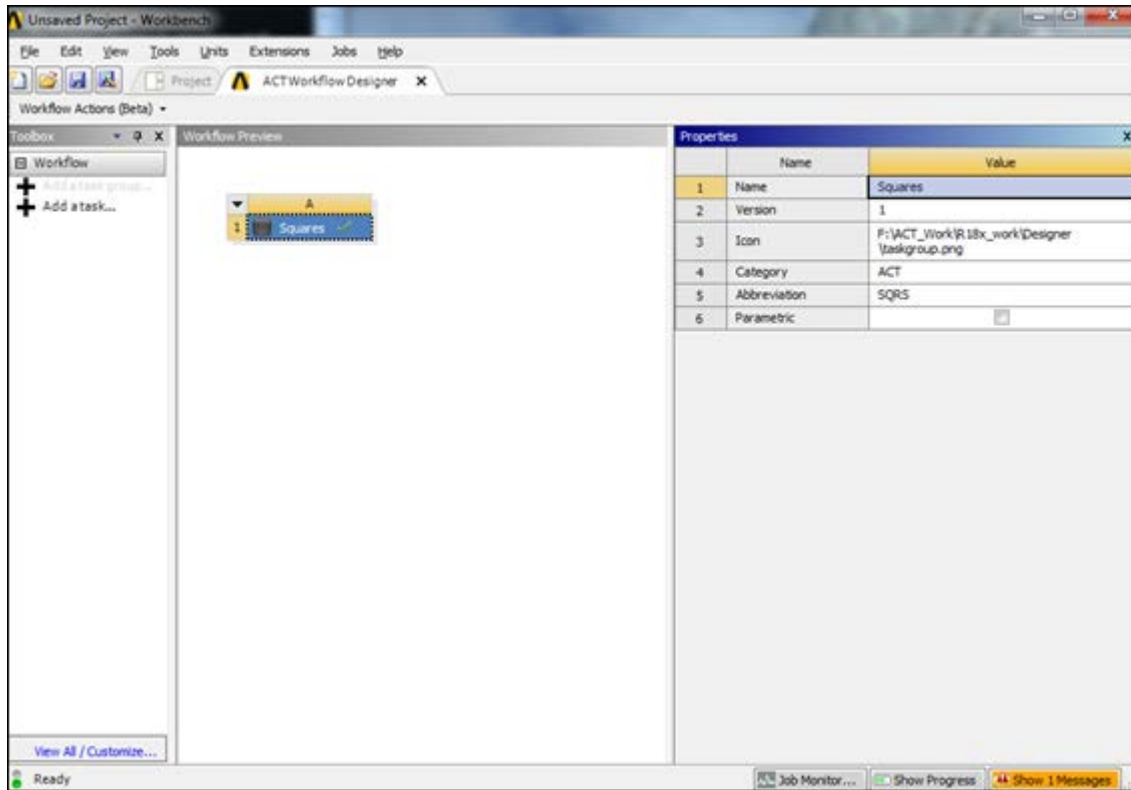 Unsaved Project - Workbench
File Edit View Tools Units Extensions Jobs Help
Project ACT Workflow Designer
Workflow Actions (Beta)
Toolbox
Workflow Preview
Properties
Workflow
Add a task group...
Add a task...
A
1 Squares
Name Value
1 Name Squares
2 Version 1
3 Icon F:\ACT_Work\R18x_work\Designer
\taskgroup.png
4 Category ACT
5 Abbreviation SQRS
6 Parametric
View All / Customize...
Ready
Job Monitor...
Show Progress
Show 1 Messages